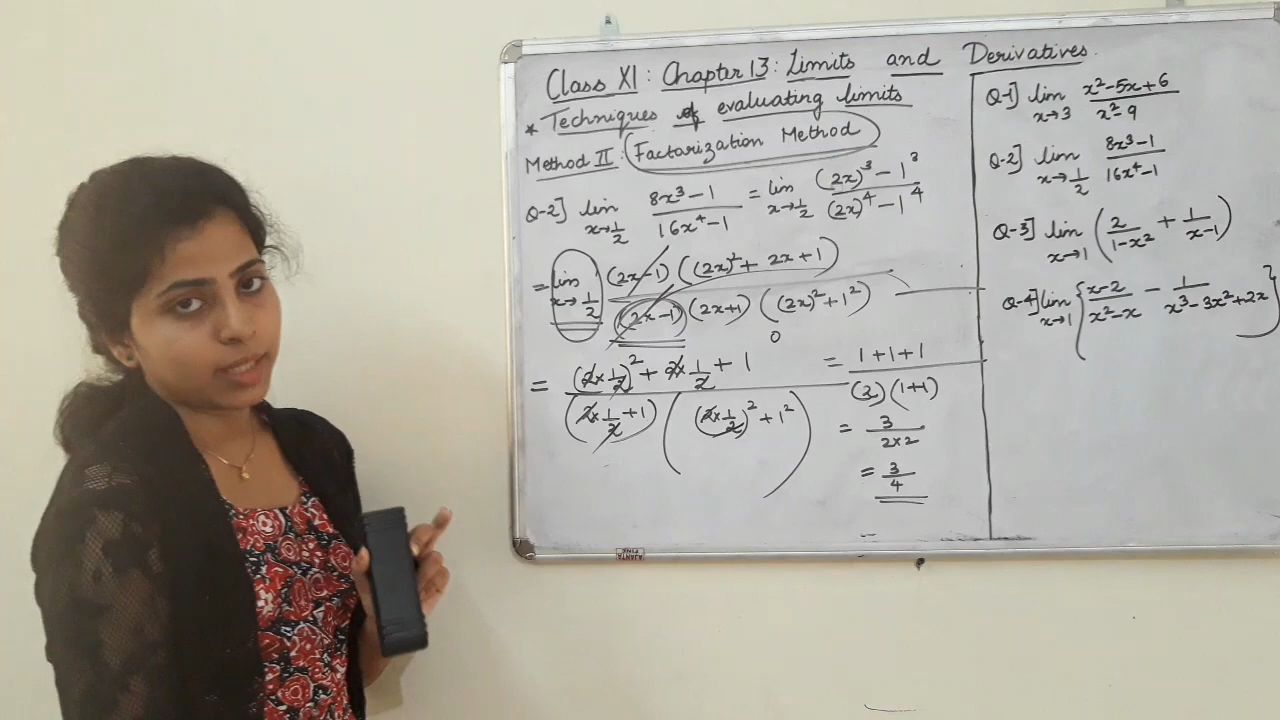 Class XI : Chapter 13 : Limits and Derivatives.
* Techniques of evaluating limits
Method II : Factorization Method
Q-2] lim x→1/2 (8x³-1)/(16x⁴-1) = lim x→1/2 ((2x)³-1³)/((2x)⁴-1⁴)
= lim x→1/2 (2x-1)((2x)²+2x+1)/(2x-1)(2x+1)((2x)²+1²)
0
= ((2×1/2)²+2×1/2+1)/(2×1/2+1)((2×1/2)²+1²) = (1+1+1)/(2)(1+1)
= 3/(2×2)
= 3/4
Q-1] lim x→3 (x²-5x+6)/(x²-9)
Q-2] lim x→1/2 (8x³-1)/(16x⁴-1)
Q-3] lim x→1 (2/(1-x²) + 1/(x-1))
Q-4] lim x→1 {(x-2)/(x²-x) - 1/(x³-3x²+2x)}
AJANTA